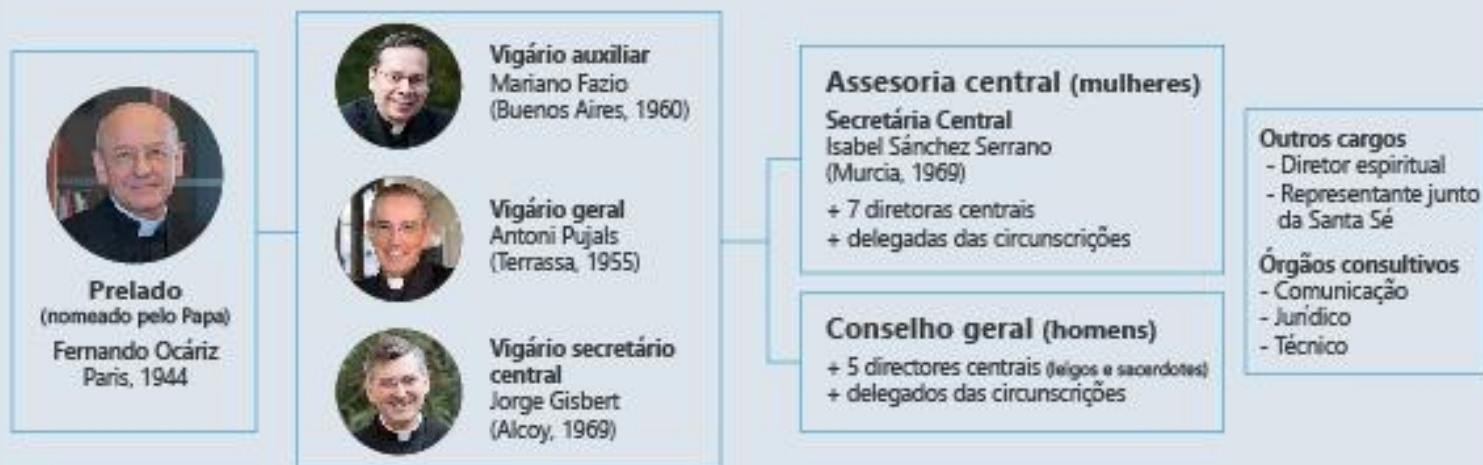 Prelado
(nomeado pelo Papa)
Fernando Ocáriz
Paris, 1944
Vigário auxiliar
Mariano Fazio
(Buenos Aires, 1960)
Vigário geral
Antoni Pujals
(Terrassa, 1955)
Vigário secretário
central
Jorge Gisbert
(Alcoy, 1969)
Assesoria central (mulheres)
Secretária Central
Isabel Sánchez Serrano
(Murcia, 1969)
+ 7 diretoras centrais
+ delegadas das circunscrições
Conselho geral (homens)
+ 5 directores centrais (leigos e sacerdotes)
+ delegados das circunscrições
Outros cargos
- Diretor espiritual
- Representante junto
da Santa Sé
Órgãos consultivos
- Comunicação
- Jurídico
- Técnico